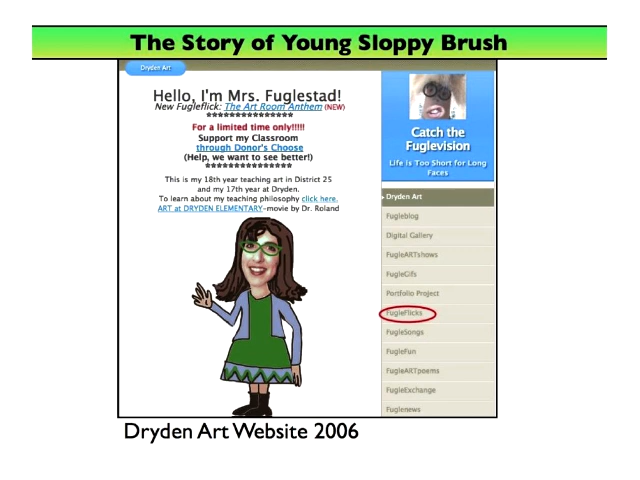 The Story of Young Sloppy Brush
Dryden Art
Hello, I'm Mrs. Fuglestad!
New Fugleflick: The Art Room Anthem (NEW)
***************
For a limited time only!!!!!
Support my Classroom
through Donor's Choose
(Help, we want to see better!)
***************
This is my 18th year teaching art in District 25
and my 17th year at Dryden.
To learn about my teaching philosophy click here.
ART at DRYDEN ELEMENTARY-movie by Dr. Roland
Catch the
Fuglevision
Life is Too Short for Long
Faces
Dryden Art
Fugleblog
Digital Gallery
FugleARTshows
FugleGifs
Portfolio Project
FugleFlicks
FugleSongs
FugleFun
FugleARTpoems
FugleExchange
Fuglenews
Dryden Art Website 2006